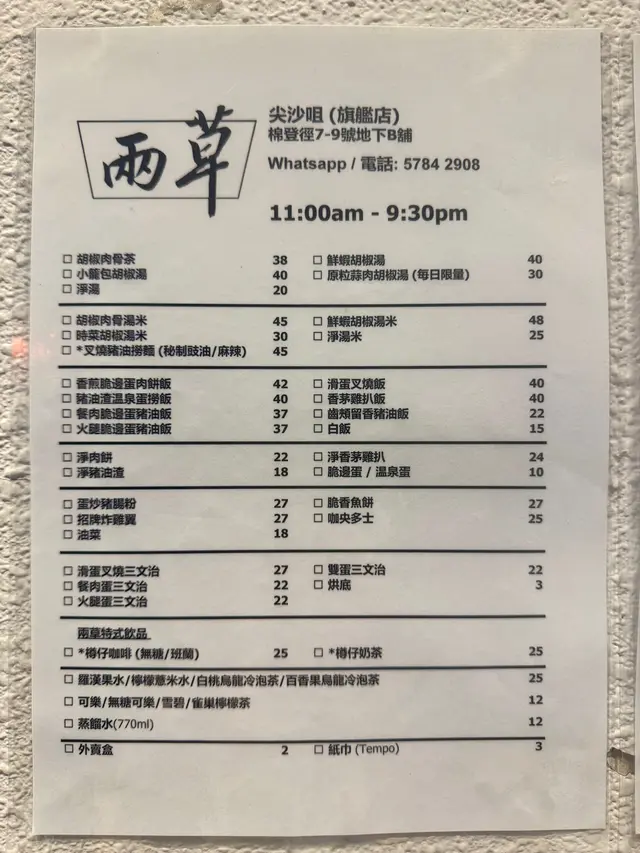 兩草
尖沙咀 (旗艦店)
棉登徑7-9號地下B舖
Whatsapp / 電話: 5784 2908
11:00am - 9:30pm
☐ 胡椒肉骨茶 38 ☐ 鮮蝦胡椒湯 40
☐ 小籠包胡椒湯 40 ☐ 原粒蒜肉胡椒湯 (每日限量) 30
☐ 淨湯 20
☐ 胡椒肉骨湯米 45 ☐ 鮮蝦胡椒湯米 48
☐ 時菜胡椒湯米 30 ☐ 淨湯米 25
☐ *叉燒豬油撈麵 (秘制豉油/麻辣) 45
☐ 香煎脆邊蛋肉餅飯 42 ☐ 滑蛋叉燒飯 40
☐ 豬油渣温泉蛋撈飯 40 ☐ 香茅雞扒飯 40
☐ 餐肉脆邊蛋豬油飯 37 ☐ 齒頰留香豬油飯 22
☐ 火腿脆邊蛋豬油飯 37 ☐ 白飯 15
☐ 淨肉餅 22 ☐ 淨香茅雞扒 24
☐ 淨豬油渣 18 ☐ 脆邊蛋 / 温泉蛋 10
☐ 蛋炒豬腸粉 27 ☐ 脆香魚餅 27
☐ 招牌炸雞翼 27 ☐ 咖央多士 25
☐ 油菜 18
☐ 滑蛋叉燒三文治 27 ☐ 雙蛋三文治 22
☐ 餐肉蛋三文治 22 ☐ 烘底 3
☐ 火腿蛋三文治 22
兩草特式飲品
☐ *樽仔咖啡 (無糖/班蘭) 25 ☐ *樽仔奶茶 25
☐ 羅漢果水/檸檬薏米水/白桃烏龍冷泡茶/百香果烏龍冷泡茶 25
☐ 可樂/無糖可樂/雪碧/雀巢檸檬茶 12
☐ 蒸餾水(770ml) 12
☐ 外賣盒 2 ☐ 紙巾 (Tempo) 3